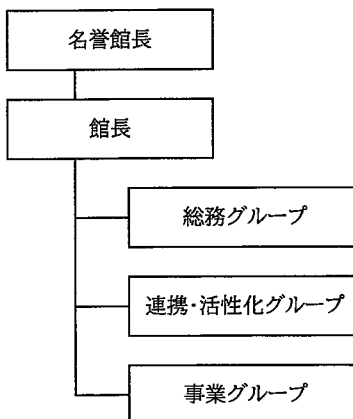 名誉館長
館長
総務グループ
連携・活性化グループ
事業グループ